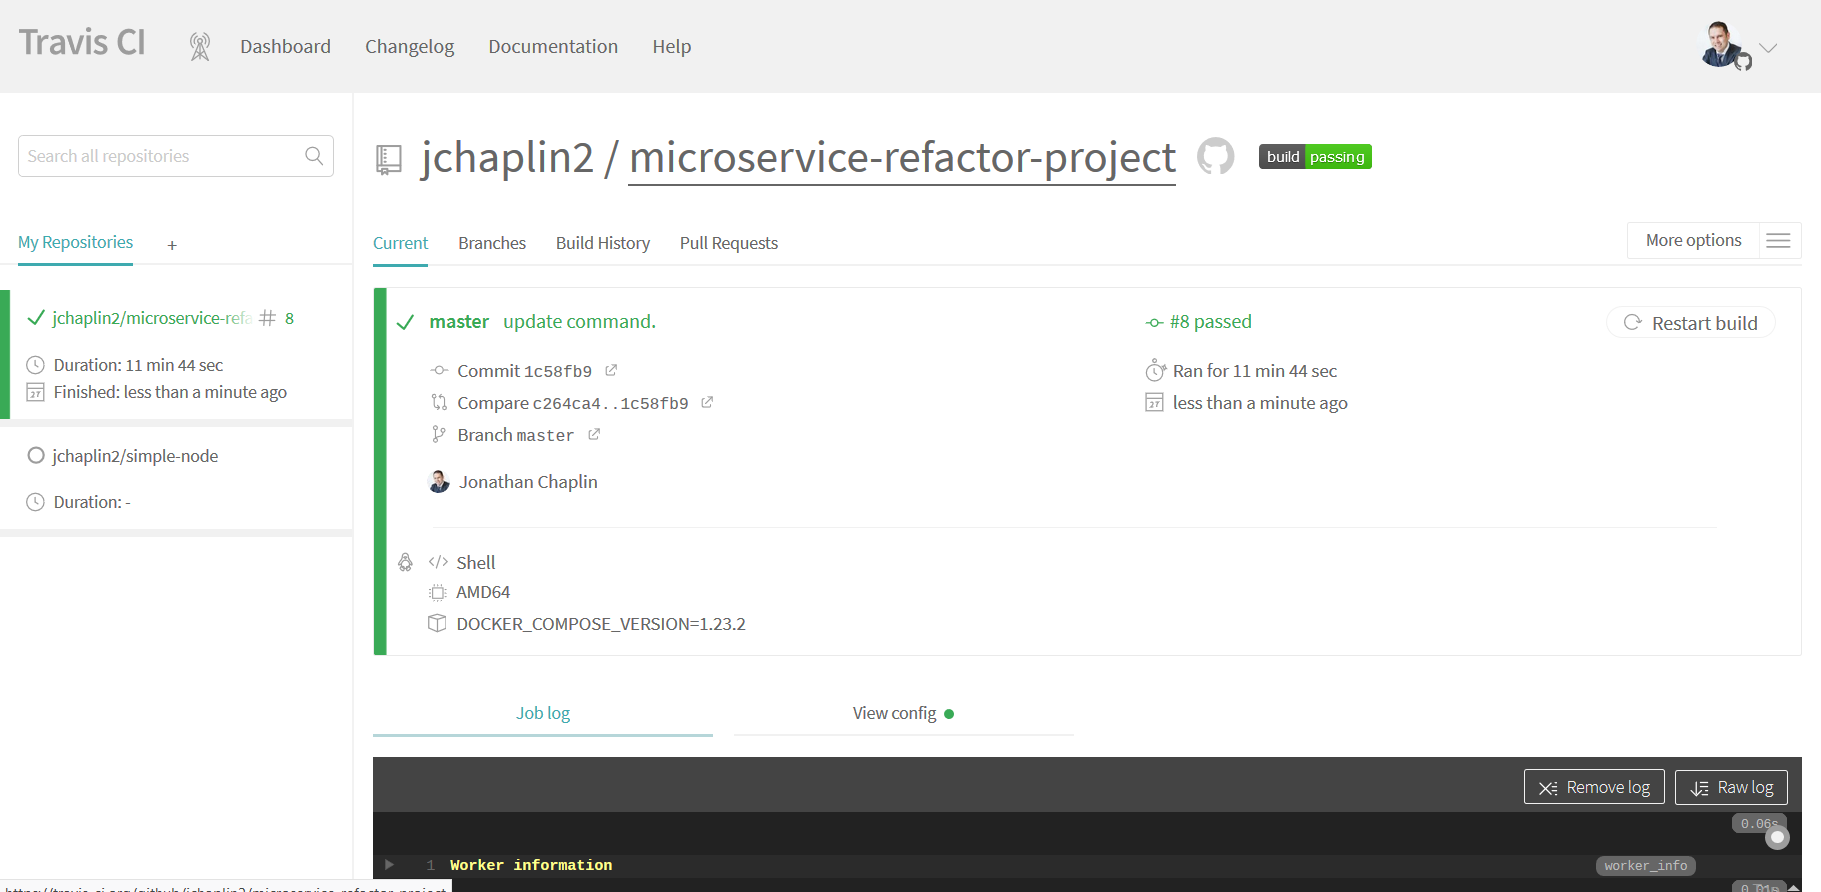 Travis CI
Dashboard Changelog Documentation Help
Search all repositories
My Repositories +
jchaplin2/microservice-refa # 8
Duration: 11 min 44 sec
Finished: less than a minute ago
jchaplin2/simple-node
Duration: -
jchaplin2 / microservice-refactor-project build passing
Current Branches Build History Pull Requests
More options
master update command.
Commit 1c58fb9
Compare c264ca4..1c58fb9
Branch master
Jonathan Chaplin
#8 passed
Ran for 11 min 44 sec
less than a minute ago
Restart build
Shell
AMD64
DOCKER_COMPOSE_VERSION=1.23.2
Job log View config
Remove log Raw log
0.06s
1 Worker information worker_info
0.01s
https://travis-ci.org/github/jchaplin2/microservice-refactor-project